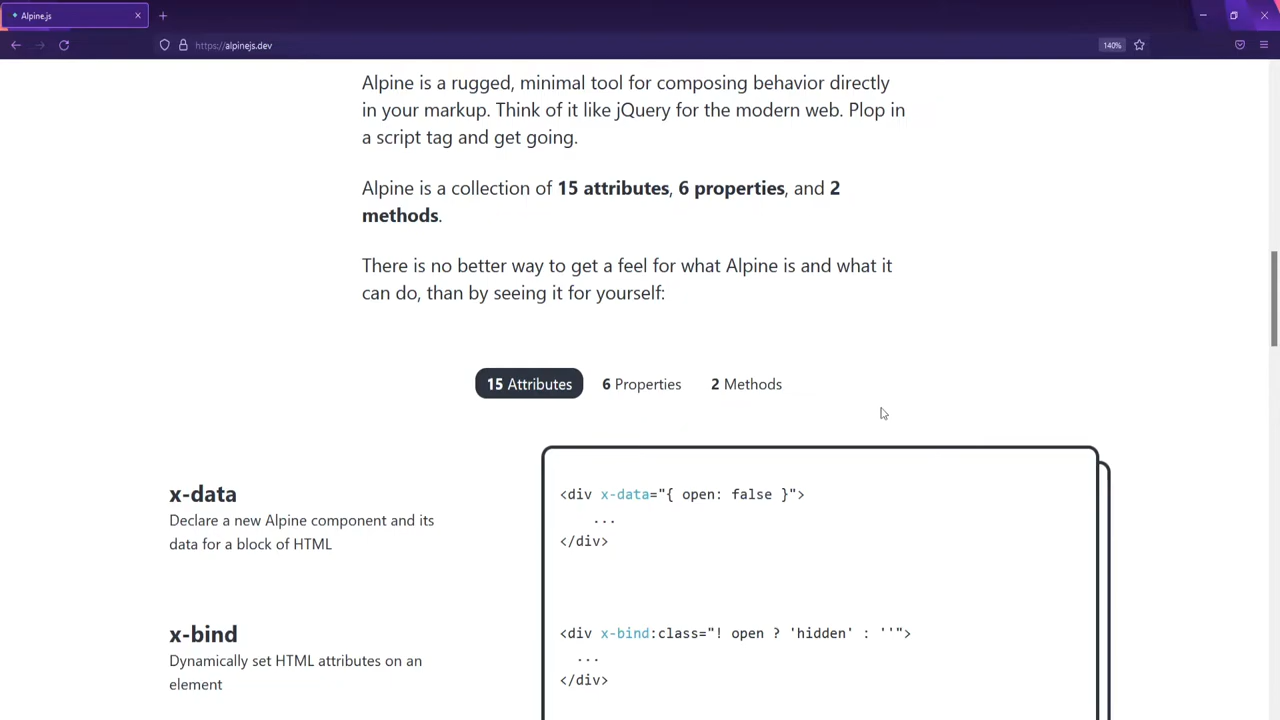 Alpine.js
https://alpinejs.dev
140%
Alpine is a rugged, minimal tool for composing behavior directly
in your markup. Think of it like jQuery for the modern web. Plop in
a script tag and get going.
Alpine is a collection of 15 attributes, 6 properties, and 2
methods.
There is no better way to get a feel for what Alpine is and what it
can do, than by seeing it for yourself:
15 Attributes 6 Properties 2 Methods
x-data
Declare a new Alpine component and its
data for a block of HTML
<div x-data="{ open: false }">
...
</div>
x-bind
Dynamically set HTML attributes on an
element
<div x-bind:class="! open ? 'hidden' : ''">
...
</div>